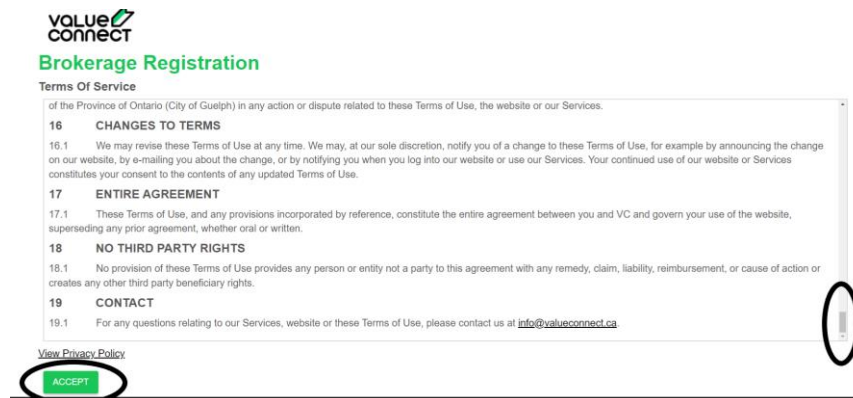 value
connect
Brokerage Registration
Terms Of Service
of the Province of Ontario (City of Guelph) in any action or dispute related to these Terms of Use, the website or our Services.
16 CHANGES TO TERMS
16.1 We may revise these Terms of Use at any time. We may, at our sole discretion, notify you of a change to these Terms of Use, for example by announcing the change
on our website, by e-mailing you about the change, or by notifying you when you log into our website or use our Services. Your continued use of our website or Services
constitutes your consent to the contents of any updated Terms of Use.
17 ENTIRE AGREEMENT
17.1 These Terms of Use, and any provisions incorporated by reference, constitute the entire agreement between you and VC and govern your use of the website,
superseding any prior agreement, whether oral or written.
18 NO THIRD PARTY RIGHTS
18.1 No provision of these Terms of Use provides any person or entity not a party to this agreement with any remedy, claim, liability, reimbursement, or cause of action or
creates any other third party beneficiary rights.
19 CONTACT
19.1 For any questions relating to our Services, website or these Terms of Use, please contact us at info@valueconnect.ca.
View Privacy Policy
ACCEPT